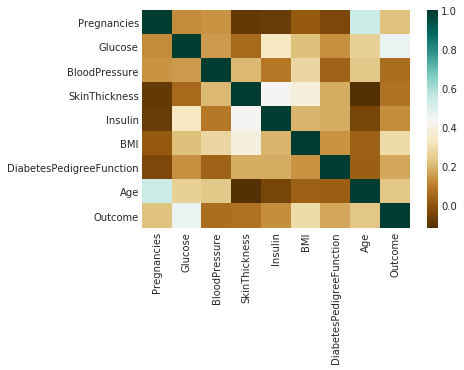 Pregnancies
Glucose
BloodPressure
SkinThickness
Insulin
BMI
DiabetesPedigreeFunction
Age
Outcome
Pregnancies
Glucose
BloodPressure
SkinThickness
Insulin
BMI
DiabetesPedigreeFunction
Age
Outcome
1.0
0.8
0.6
0.4
0.2
0.0